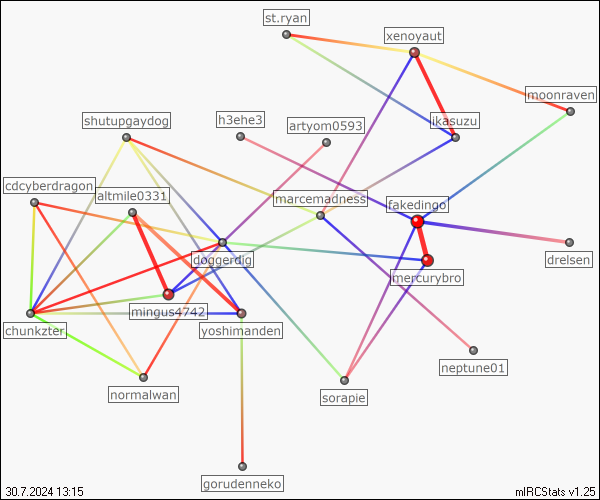 st.ryan
xenoyaut
moonraven
shutupgaydog
h3ehe3
artyom0593
ikasuzu
cdcyberdragon
altmile0331
marcemadness
fakedingo
doggerdjg
drelsen
mercurybro
mingus4742
chunkzter
yoshimanden
neptune01
normalwan
sorapie
gorudenneko
30.7.2024 13:15
mIRCStats v1.25